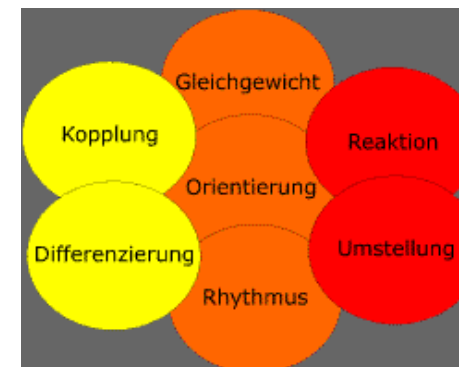 Gleichgewicht
Kopplung
Reaktion
Orientierung
Differenzierung
Umstellung
Rhythmus